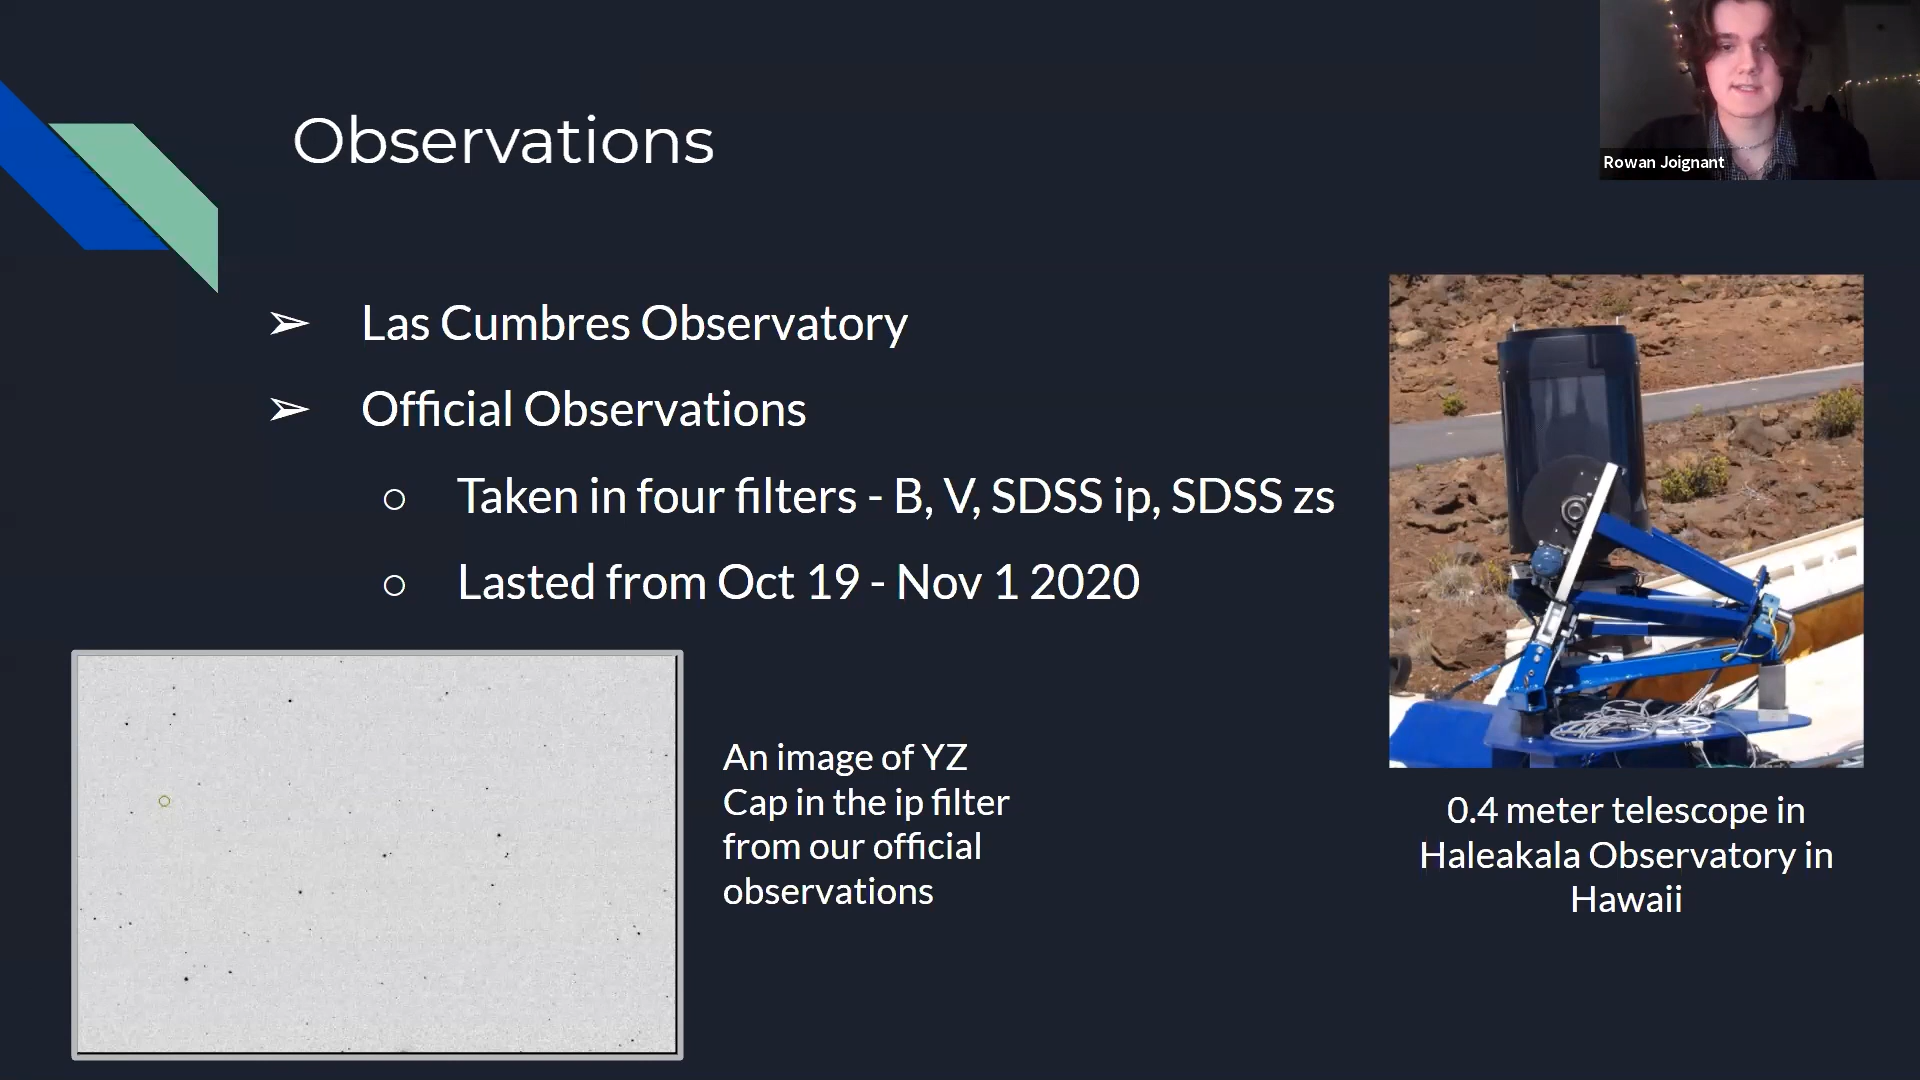 Observations
Rowan Joignant
➢ Las Cumbres Observatory
➢ Official Observations
○ Taken in four filters - B, V, SDSS ip, SDSS zs
○ Lasted from Oct 19 - Nov 1 2020
An image of YZ
Cap in the ip filter
from our official
observations
0.4 meter telescope in
Haleakala Observatory in
Hawaii